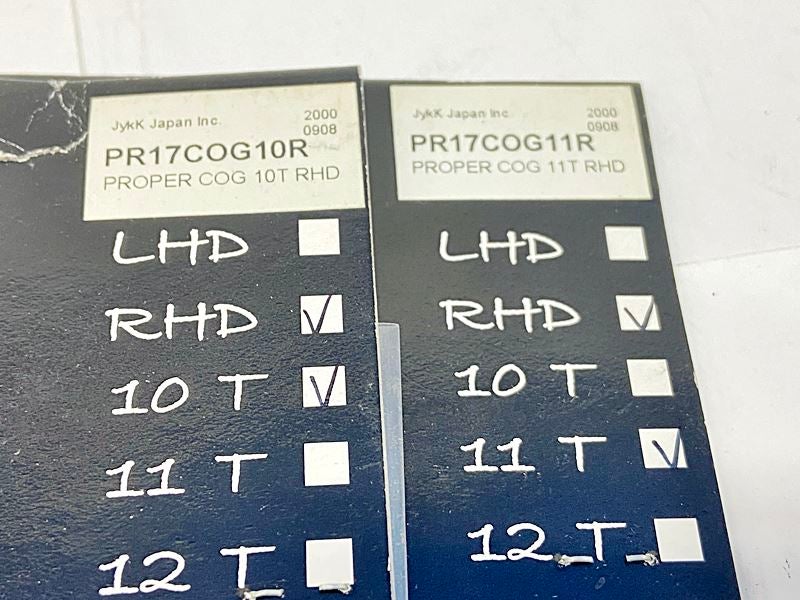 JykK Japan Inc. 2000
0908
PR17COG10R
PROPER COG 10T RHD
LHD
RHD
10 T
11 T
12 T
JykK Japan Inc. 2000
0908
PR17COG11R
PROPER COG 11T RHD
LHD
RHD
10 T
11 T
12 T